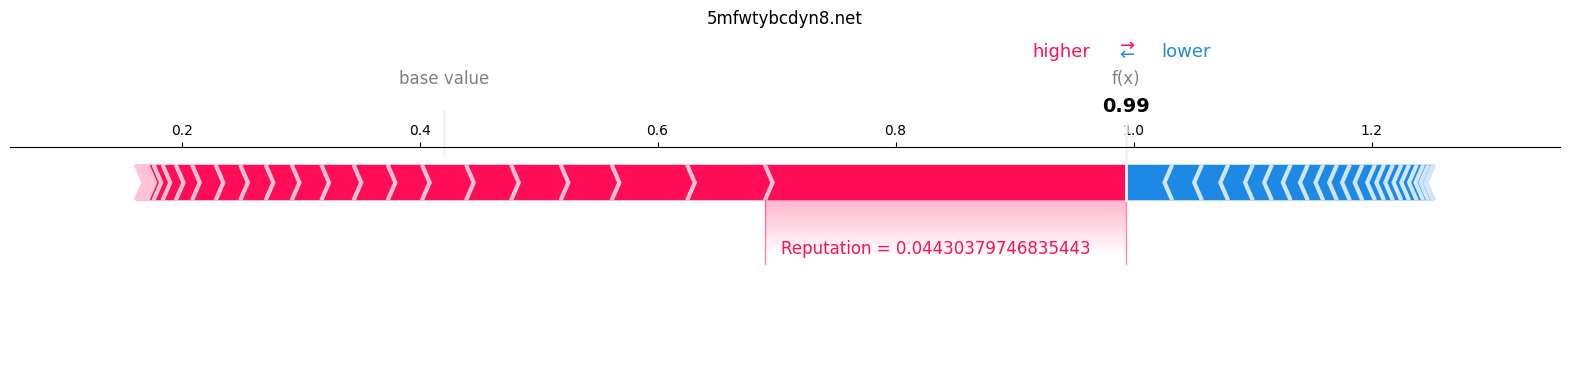 5mfwtybcdyn8.net
higher ⇄ lower
base value
f(x)
0.99
0.2 0.4 0.6 0.8 1.0 1.2
Reputation = 0.04430379746835443